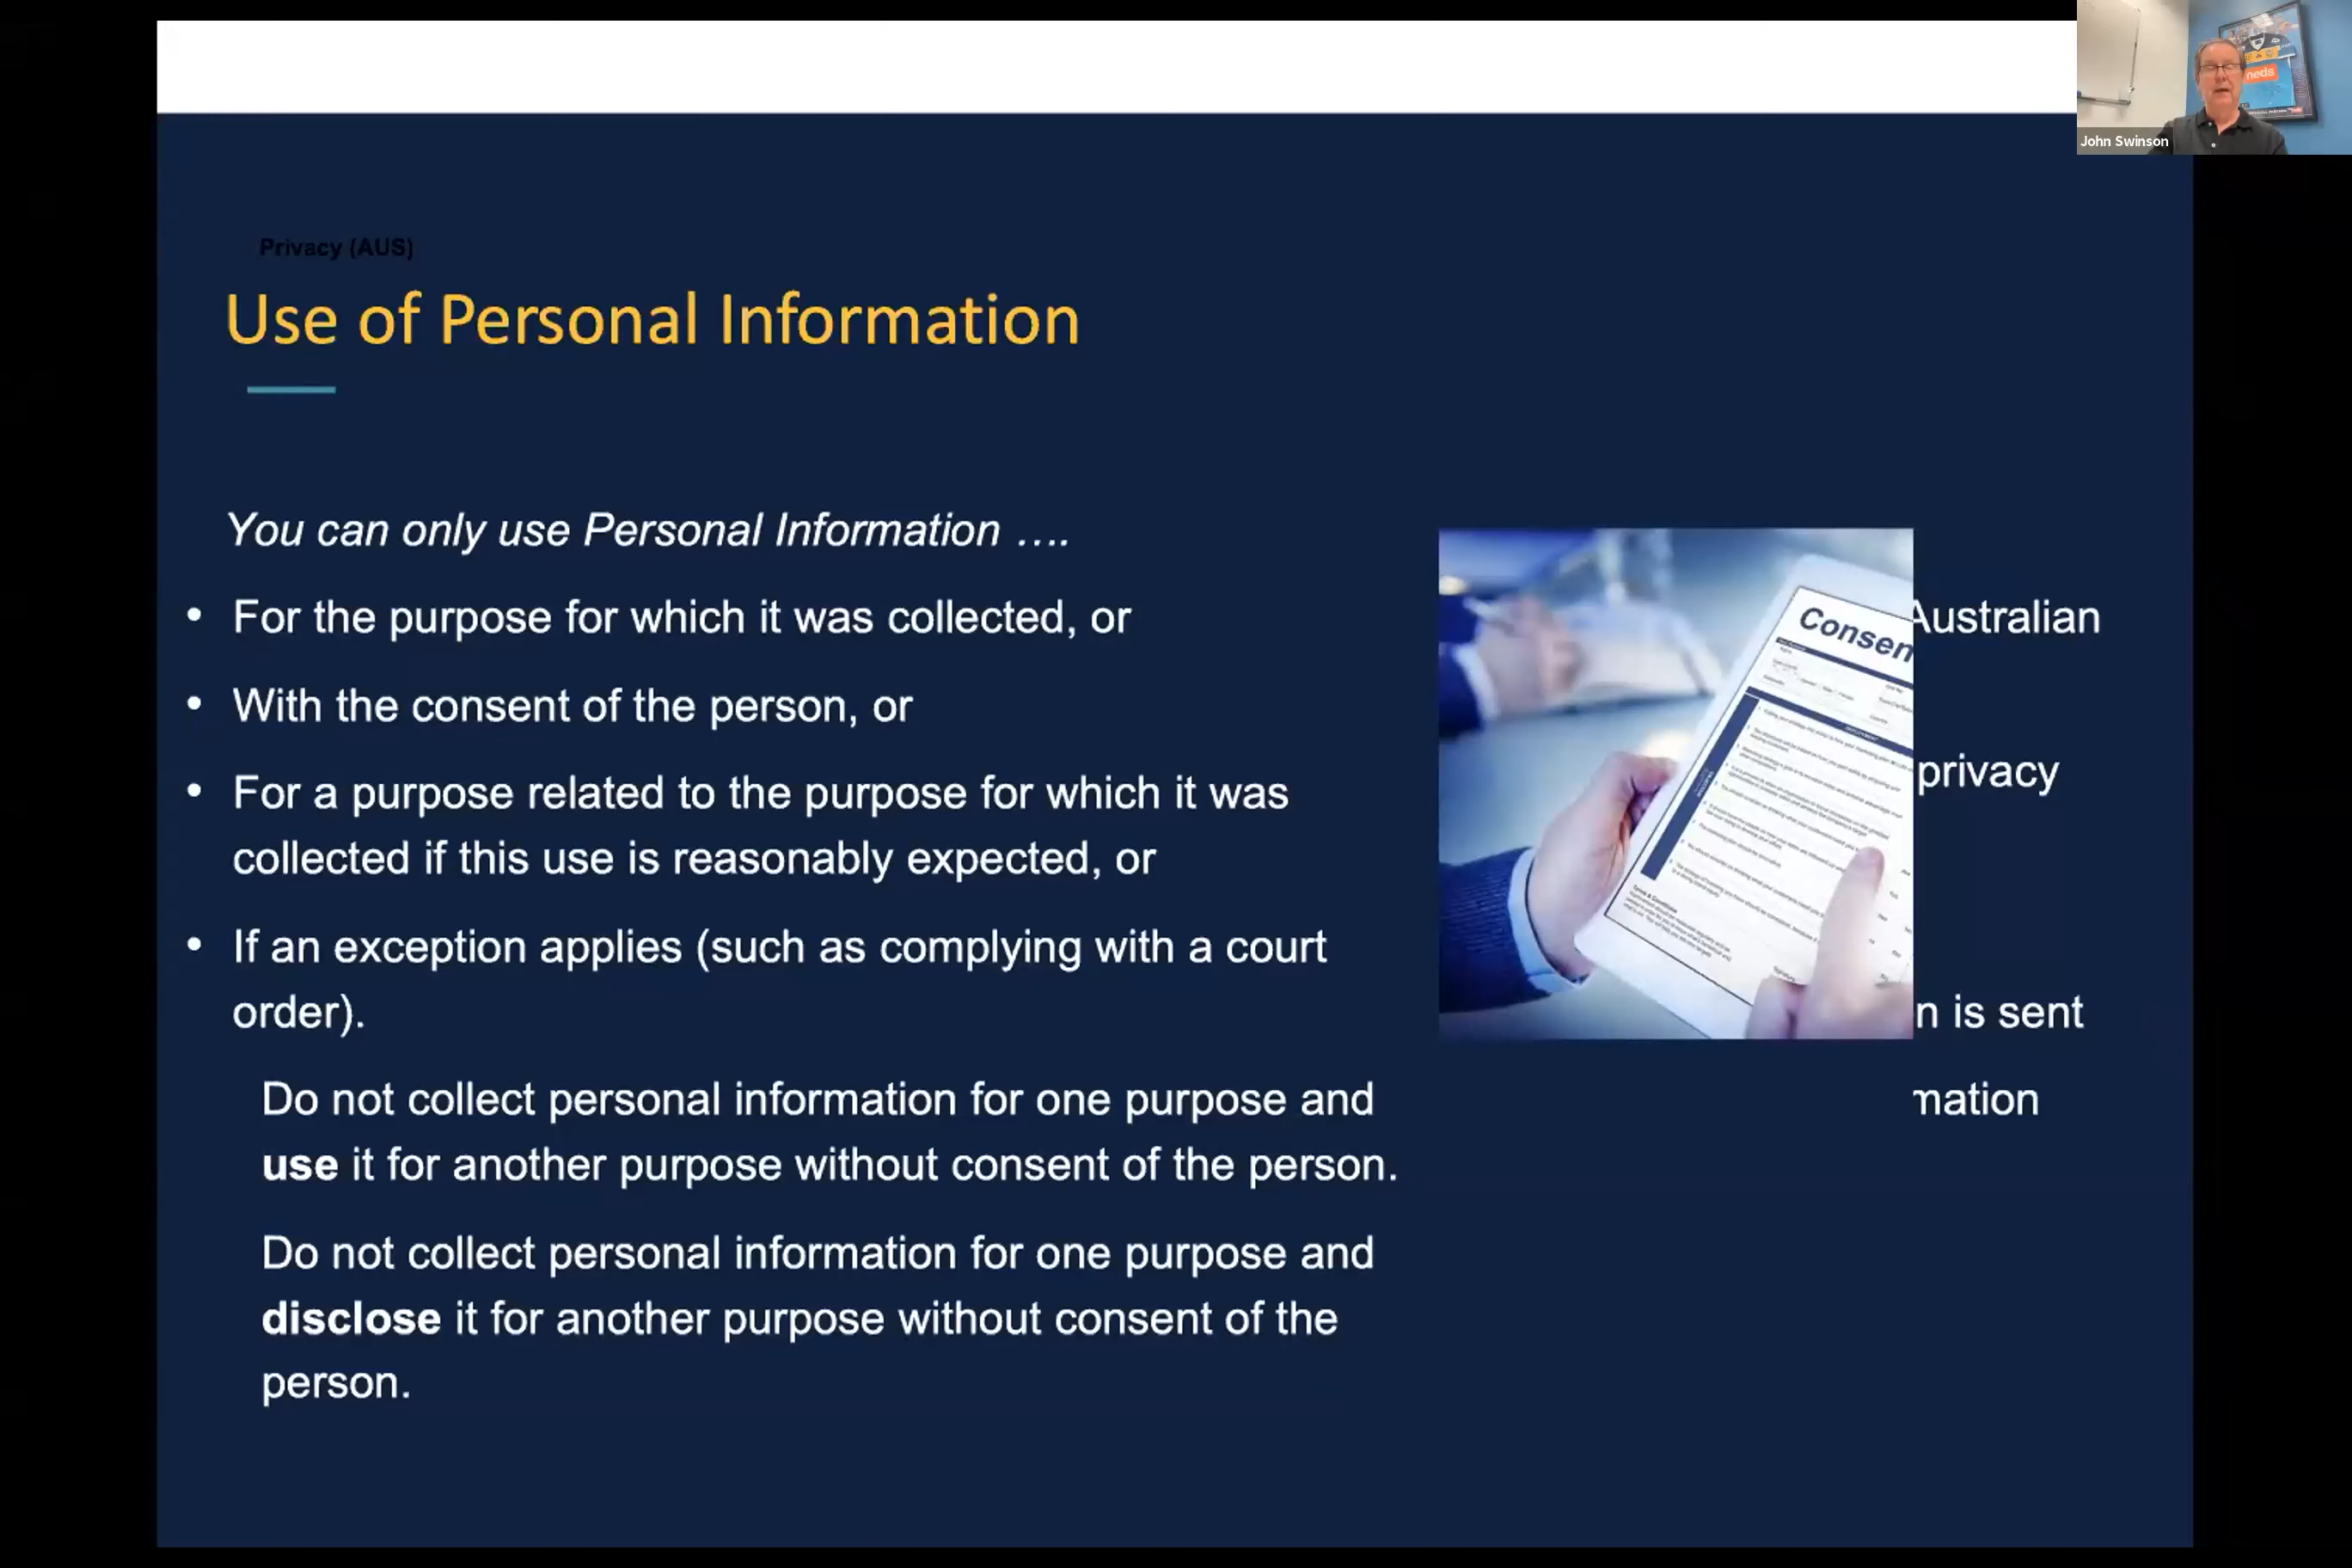 neds
John Swinson
Privacy (AUS)
Use of Personal Information
You can only use Personal Information ....
• For the purpose for which it was collected, or
Australian
• With the consent of the person, or
privacy
• For a purpose related to the purpose for which it was
collected if this use is reasonably expected, or
• If an exception applies (such as complying with a court
order).
n is sent
Do not collect personal information for one purpose and
mation
use it for another purpose without consent of the person.
Do not collect personal information for one purpose and
disclose it for another purpose without consent of the
person.
Consen
Terms & Conditions
Signature